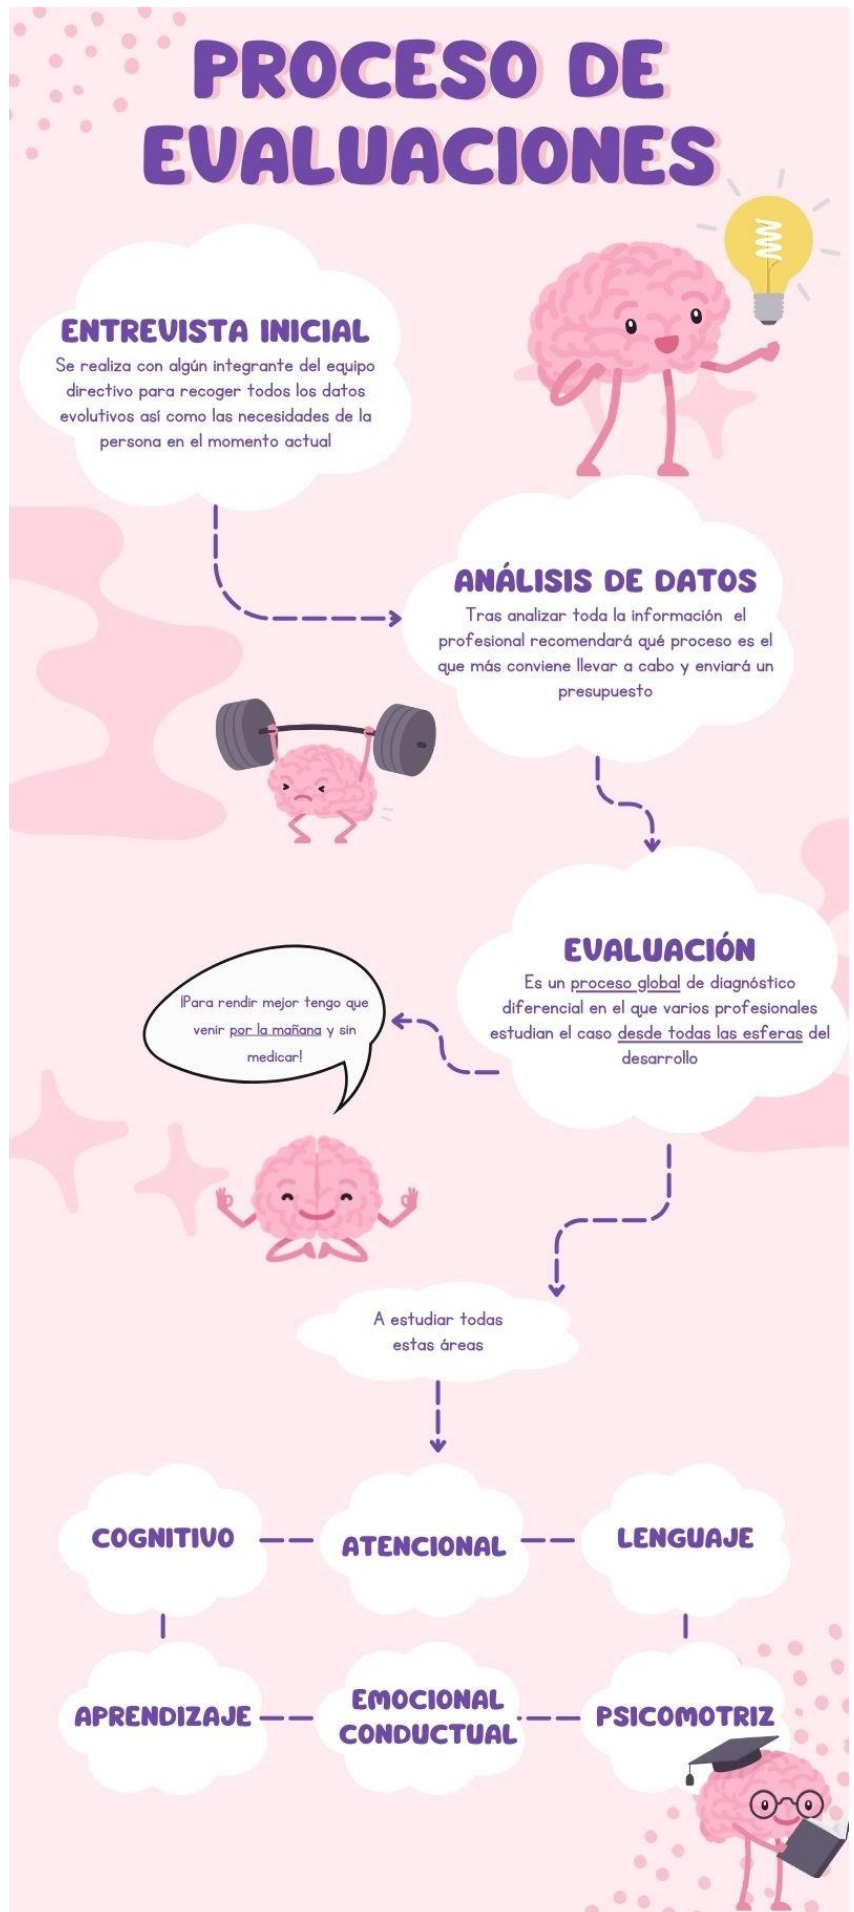 PROCESO DE
EVALUACIONES
ENTREVISTA INICIAL
Se realiza con algún integrante del equipo
directivo para recoger todos los datos
evolutivos así como las necesidades de la
persona en el momento actual
ANÁLISIS DE DATOS
Tras analizar toda la información el
profesional recomendará qué proceso es el
que más conviene llevar a cabo y enviará un
presupuesto
EVALUACIÓN
Es un proceso global de diagnóstico
diferencial en el que varios profesionales
estudian el caso desde todas las esferas del
desarrollo
¡Para rendir mejor tengo que
venir por la mañana y sin
medicar!
A estudiar todas
estas áreas
COGNITIVO
ATENCIONAL
LENGUAJE
APRENDIZAJE
EMOCIONAL
CONDUCTUAL
PSICOMOTRIZ